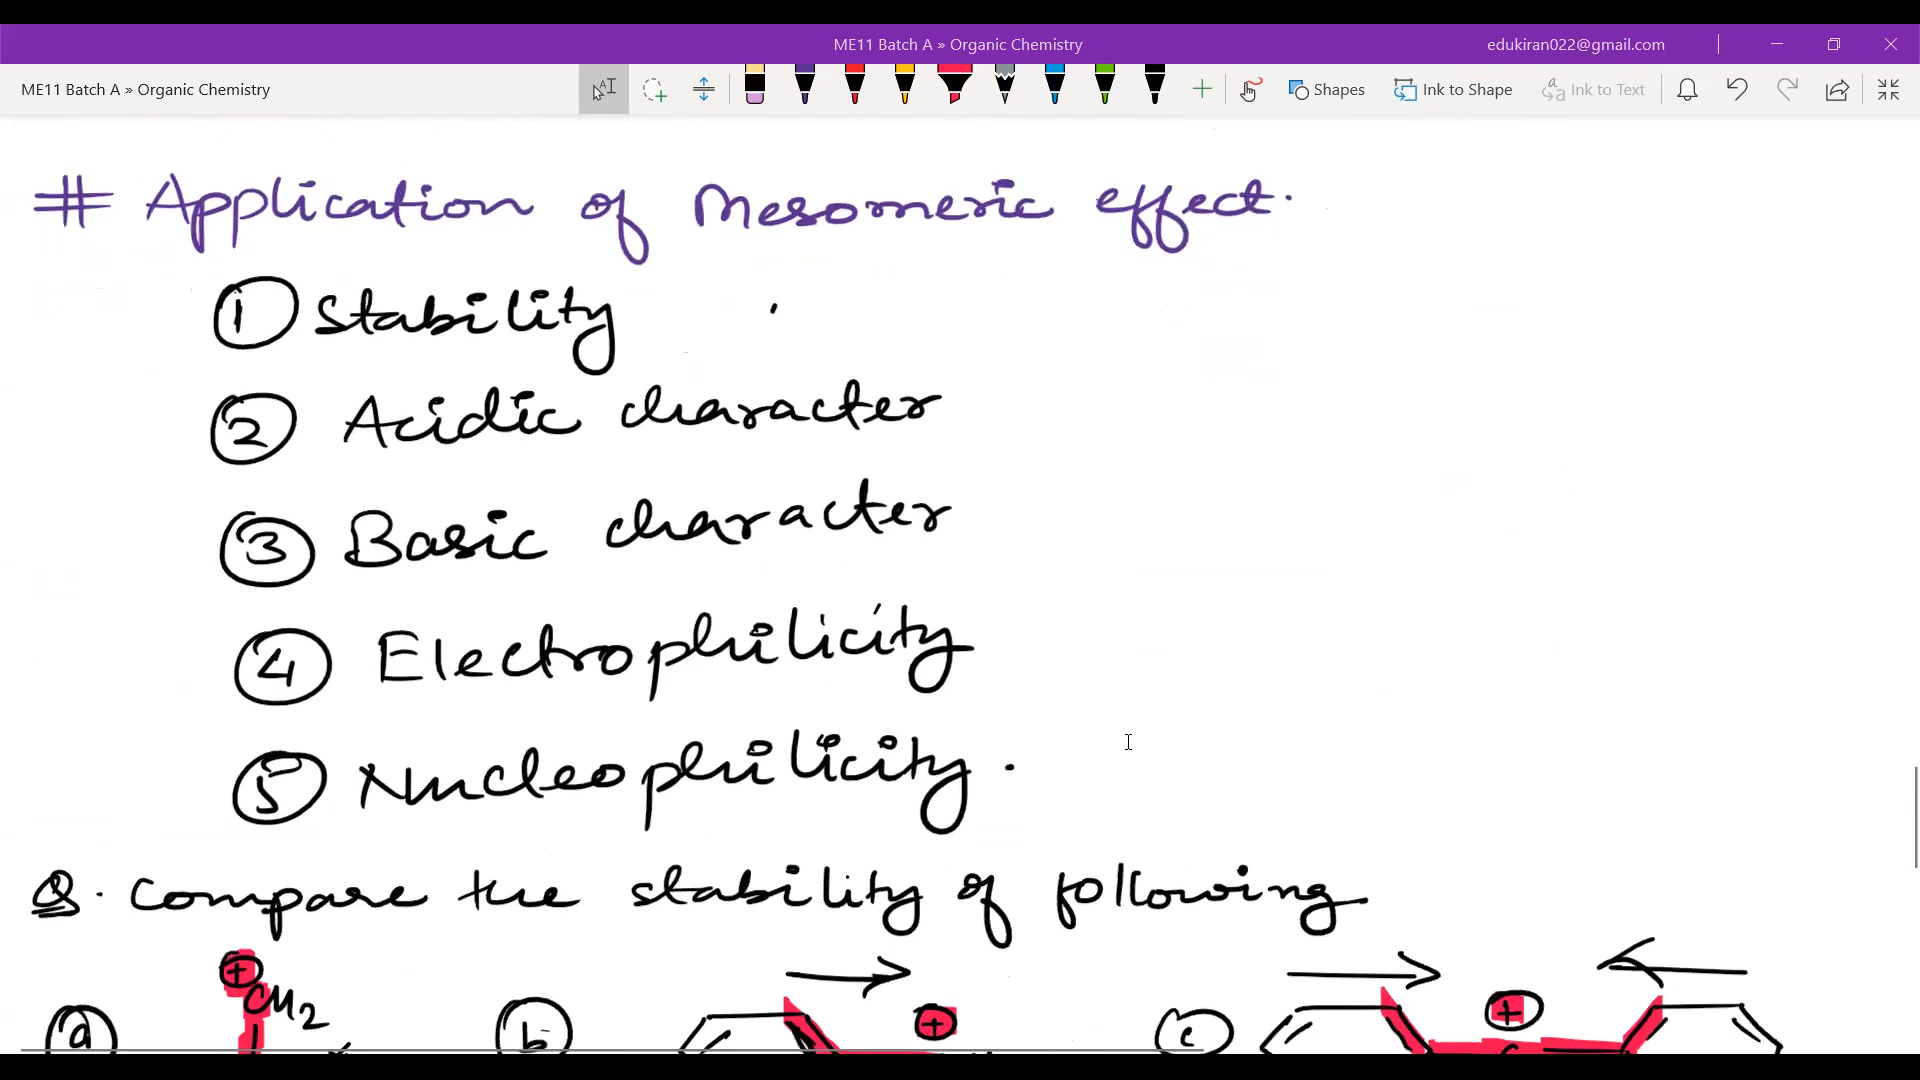 ME11 Batch A » Organic Chemistry
edukiran022@gmail.com
ME11 Batch A » Organic Chemistry
Shapes
Ink to Shape
Ink to Text
# Application of Mesomeric effect.
① Stability
② Acidic character
③ Basic character
④ Electrophilicity
⑤ Nucleophilicity.
Q. Compare the stability of following
⊕ ⊕ ⊕
ⓐ CH2 ⓑ ⓒ